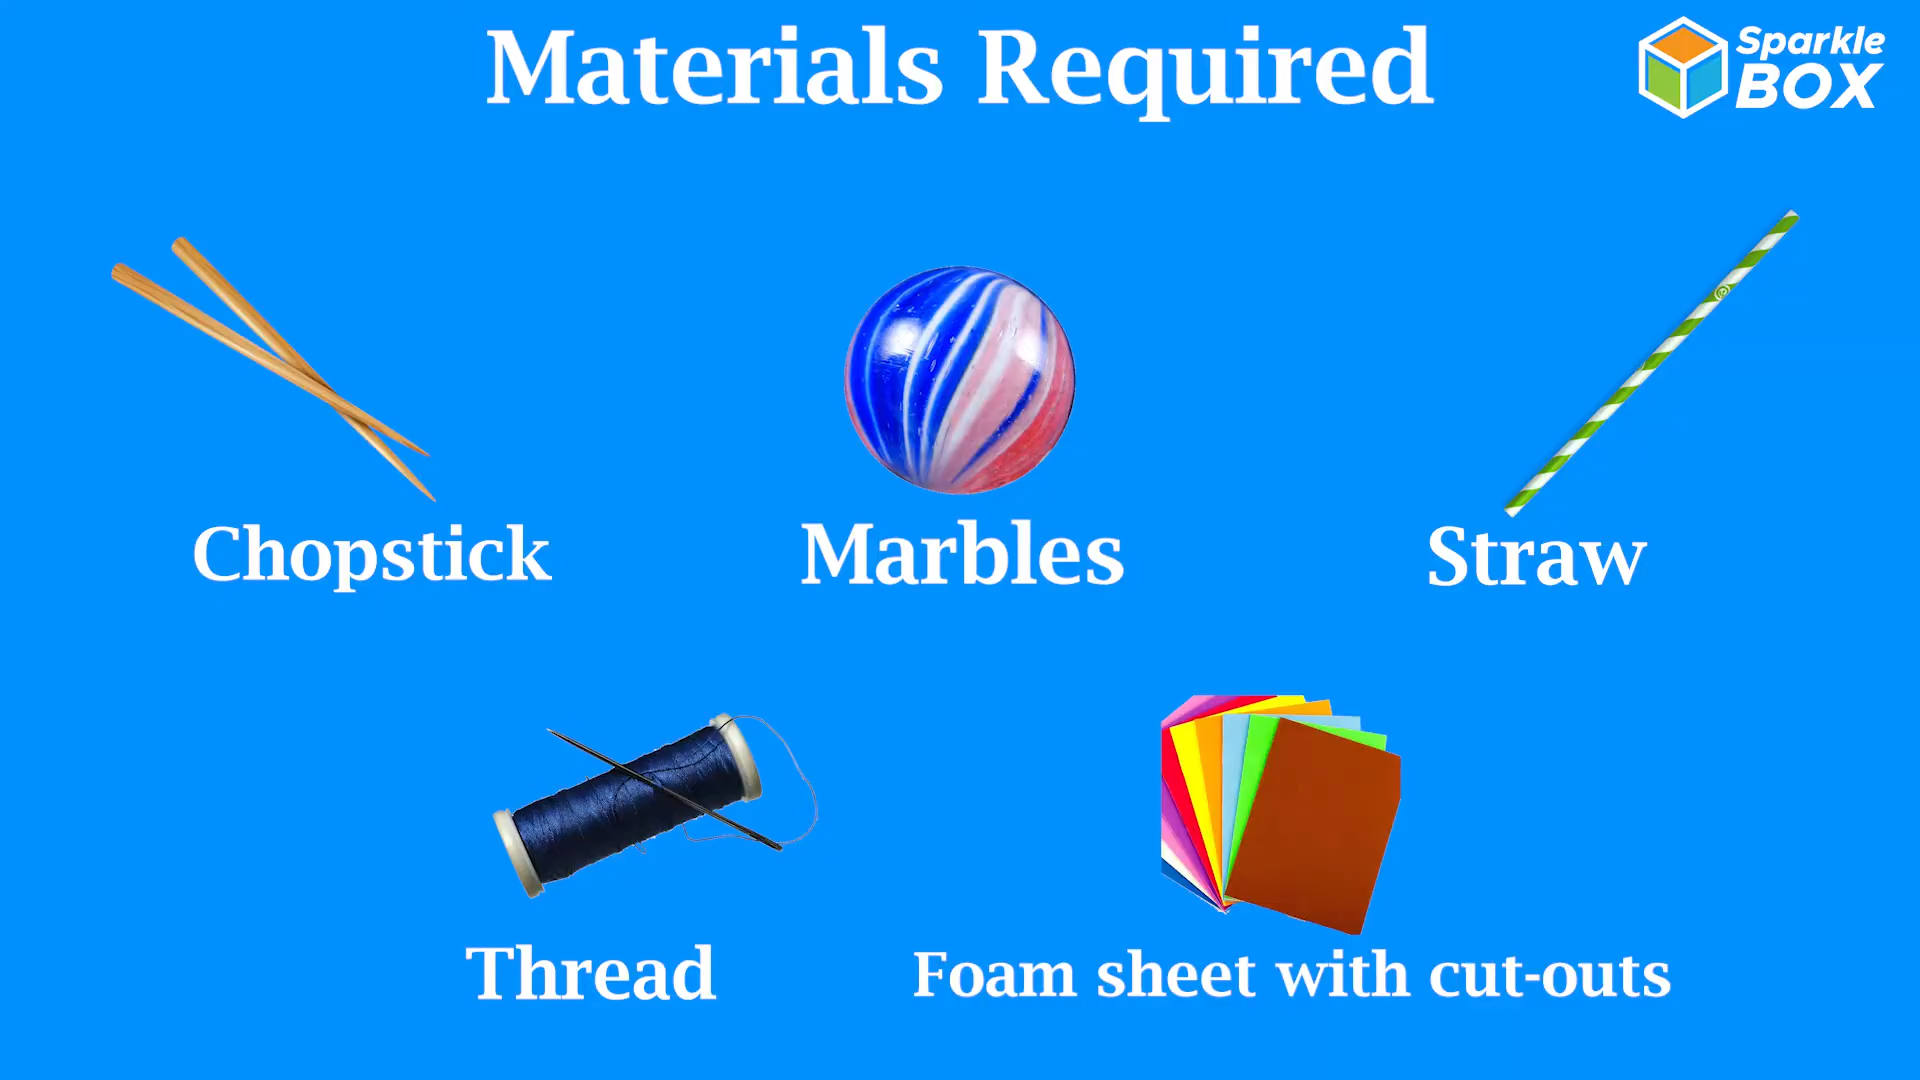 Materials Required
Sparkle
BOX
Chopstick
Marbles
Straw
Thread
Foam sheet with cut-outs